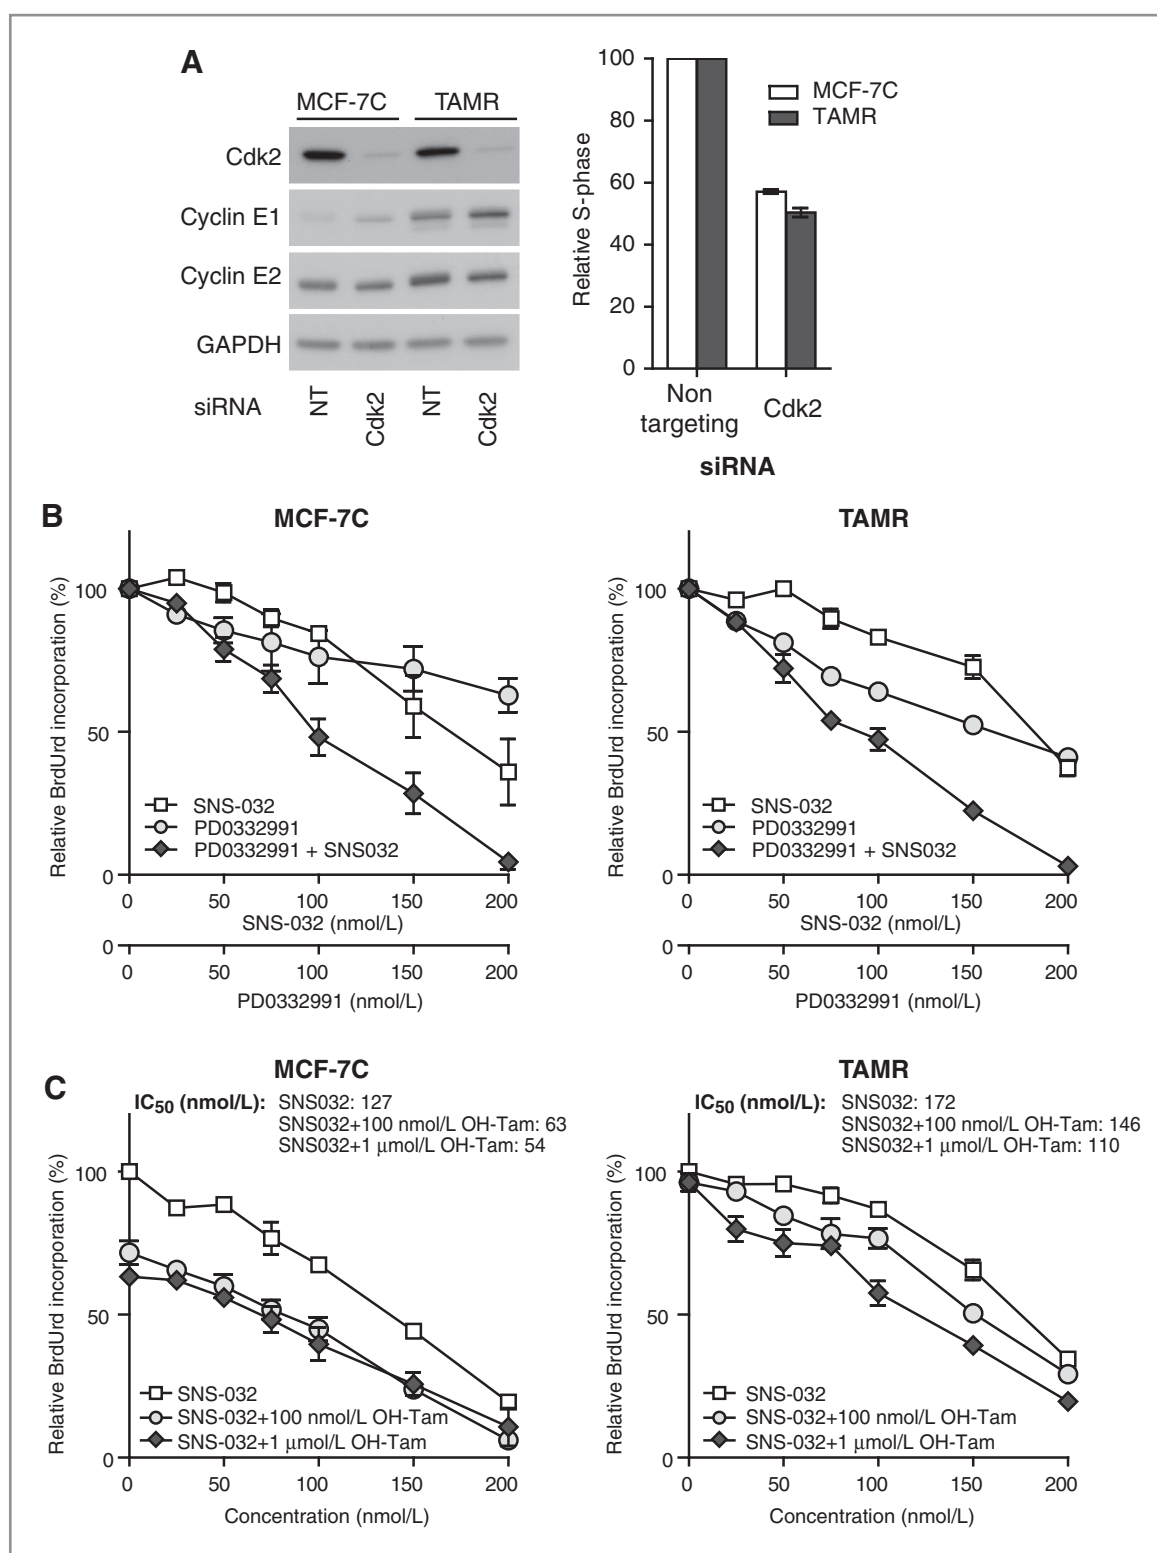 A
MCF-7C TAMR
Cdk2
Cyclin E1
Cyclin E2
GAPDH
siRNA NT Cdk2 NT Cdk2
Relative S-phase
100
80
60
40
20
0
MCF-7C
TAMR
Non
targeting
Cdk2
siRNA
B
MCF-7C
Relative BrdUrd incorporation (%)
100
50
0
SNS-032
PD0332991
PD0332991 + SNS032
0 50 100 150 200
SNS-032 (nmol/L)
0
0 50 100 150 200
PD0332991 (nmol/L)
TAMR
Relative BrdUrd incorporation (%)
100
50
0
SNS-032
PD0332991
PD0332991 + SNS032
0 50 100 150 200
SNS-032 (nmol/L)
0
0 50 100 150 200
PD0332991 (nmol/L)
C
MCF-7C
IC50 (nmol/L): SNS032: 127
SNS032+100 nmol/L OH-Tam: 63
SNS032+1 μmol/L OH-Tam: 54
Relative BrdUrd incorporation (%)
100
50
0
SNS-032
SNS-032+100 nmol/L OH-Tam
SNS-032+1 μmol/L OH-Tam
0 50 100 150 200
Concentration (nmol/L)
TAMR
IC50 (nmol/L): SNS032: 172
SNS032+100 nmol/L OH-Tam: 146
SNS032+1 μmol/L OH-Tam: 110
Relative BrdUrd incorporation (%)
100
50
0
SNS-032
SNS-032+100 nmol/L OH-Tam
SNS-032+1 μmol/L OH-Tam
0 50 100 150 200
Concentration (nmol/L)